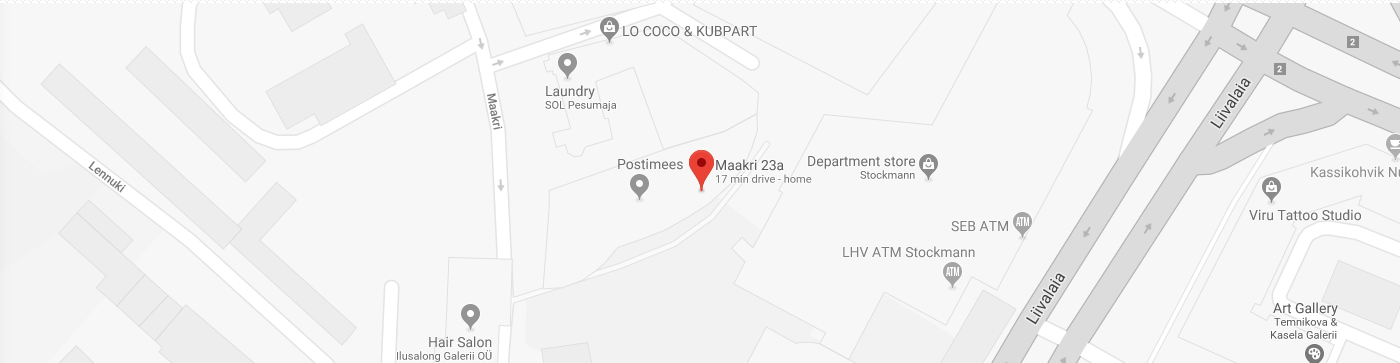 LO COCO & KUBPART
2
2
Laundry
SOL Pesumaja
Maakri
Liivalaia
Lennuki
Postimees
Maakri 23a
17 min drive - home
Department store
Stockmann
Kassikohvik Nu
Viru Tattoo Studio
SEB ATM
ATM
LHV ATM Stockmann
ATM
Liivalaia
Hair Salon
Ilusalong Galerii OÜ
Art Gallery
Temnikova &
Kasela Galerii